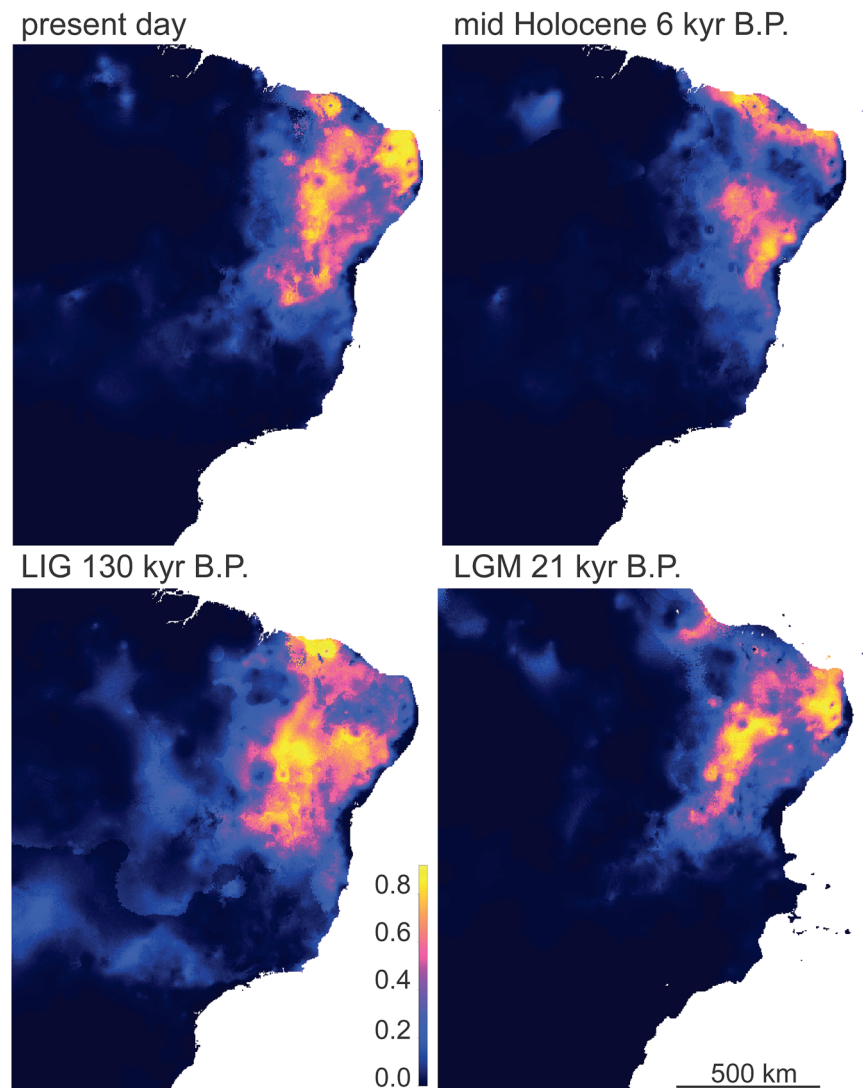 present day
mid Holocene 6 kyr B.P.
LIG 130 kyr B.P.
LGM 21 kyr B.P.
0.8
0.6
0.4
0.2
0.0
500 km